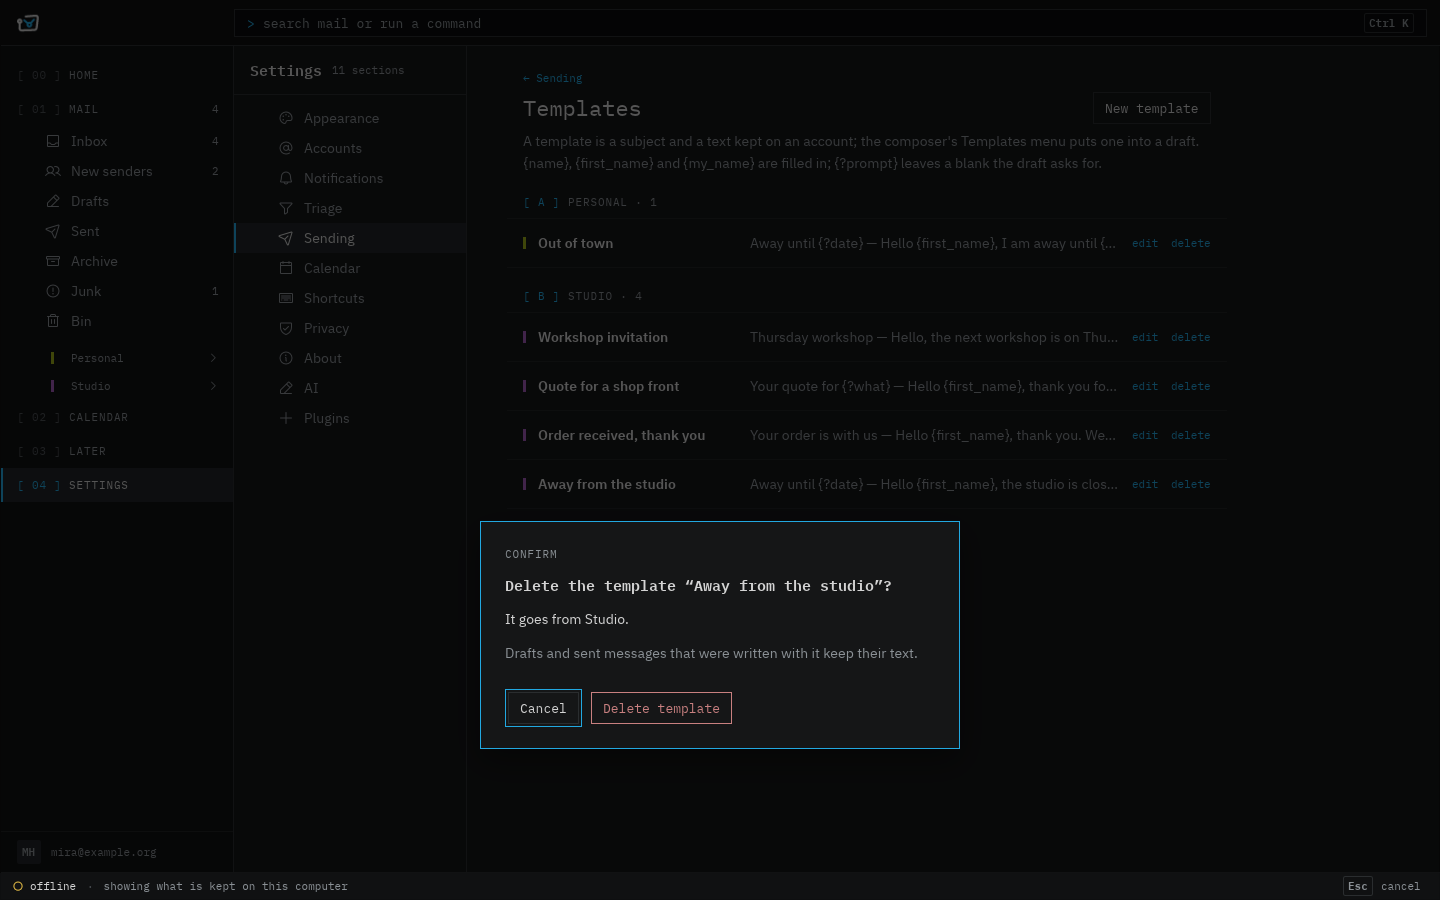 > search mail or run a command Ctrl K
[ 00 ] HOME
[ 01 ] MAIL 4
Inbox 4
New senders 2
Drafts
Sent
Archive
Junk 1
Bin
Personal
Studio
[ 02 ] CALENDAR
[ 03 ] LATER
[ 04 ] SETTINGS
MH mira@example.org
Settings 11 sections
Appearance
Accounts
Notifications
Triage
Sending
Calendar
Shortcuts
Privacy
About
AI
Plugins
← Sending
Templates
New template
A template is a subject and a text kept on an account; the composer's Templates menu puts one into a draft.
{name}, {first_name} and {my_name} are filled in; {?prompt} leaves a blank the draft asks for.
[ A ] PERSONAL · 1
Out of town Away until {?date} — Hello {first_name}, I am away until {… edit delete
[ B ] STUDIO · 4
Workshop invitation Thursday workshop — Hello, the next workshop is on Thu… edit delete
Quote for a shop front Your quote for {?what} — Hello {first_name}, thank you fo… edit delete
Order received, thank you Your order is with us — Hello {first_name}, thank you. We… edit delete
Away from the studio Away until {?date} — Hello {first_name}, the studio is clos… edit delete
CONFIRM
Delete the template “Away from the studio”?
It goes from Studio.
Drafts and sent messages that were written with it keep their text.
Cancel Delete template
offline · showing what is kept on this computer
Esc cancel